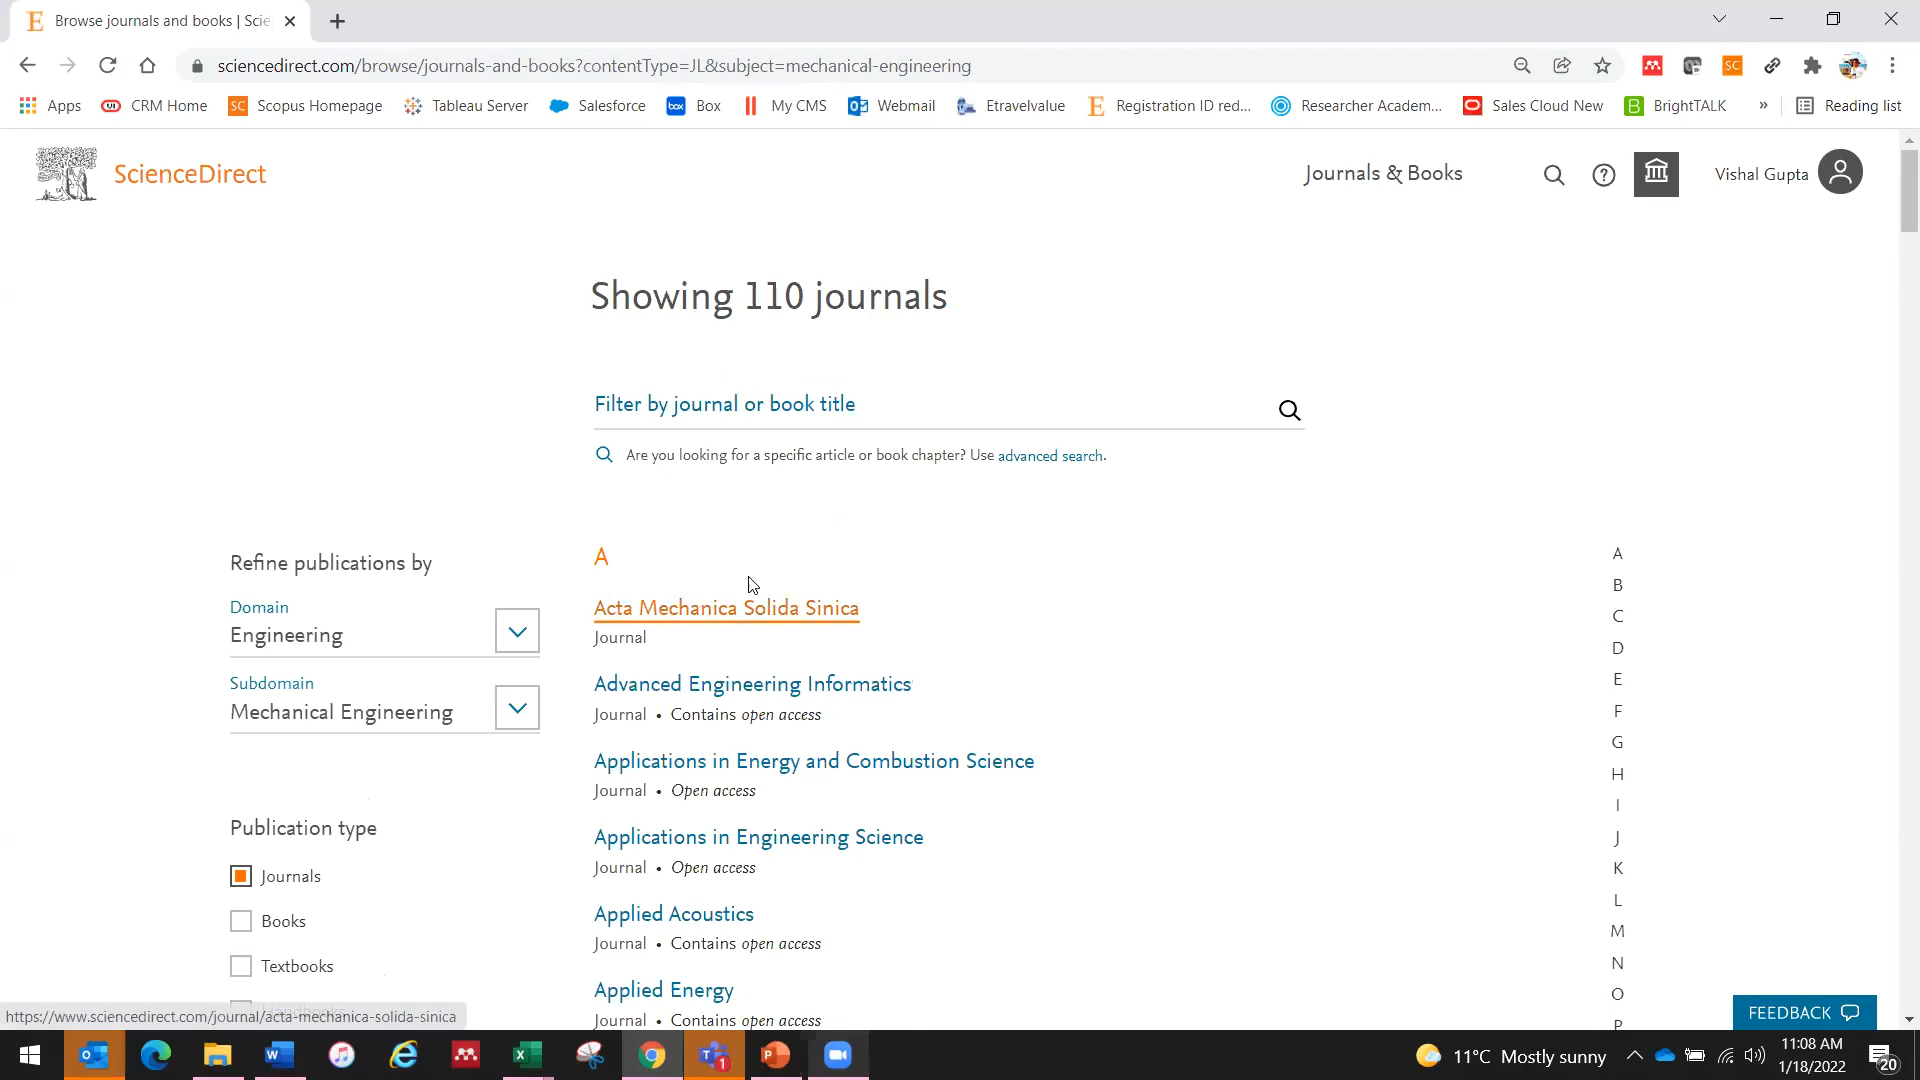 Browse journals and books | Scie
sciencedirect.com/browse/journals-and-books?contentType=JL&subject=mechanical-engineering
Apps CRM Home Scopus Homepage Tableau Server Salesforce Box My CMS Webmail Etravelvalue Registration ID red... Researcher Academ... Sales Cloud New BrightTALK » Reading list
ScienceDirect
Journals & Books
Vishal Gupta
Showing 110 journals
Filter by journal or book title
Are you looking for a specific article or book chapter? Use advanced search.
Refine publications by
Domain
Engineering
Subdomain
Mechanical Engineering
Publication type
Journals
Books
Textbooks
A
Acta Mechanica Solida Sinica
Journal
Advanced Engineering Informatics
Journal • Contains open access
Applications in Energy and Combustion Science
Journal • Open access
Applications in Engineering Science
Journal • Open access
Applied Acoustics
Journal • Contains open access
Applied Energy
Journal • Contains open access
A
B
C
D
E
F
G
H
I
J
K
L
M
N
O
P
FEEDBACK
https://www.sciencedirect.com/journal/acta-mechanica-solida-sinica
11°C Mostly sunny
11:08 AM
1/18/2022
20